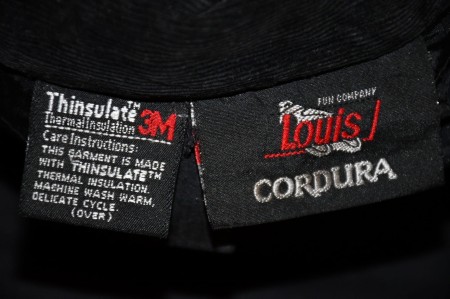 Thinsulate™
Thermal Insulation
3M
Care Instructions:
THIS GARMENT IS MADE
WITH THINSULATE™
THERMAL INSULATION.
MACHINE WASH WARM,
DELICATE CYCLE.
(OVER)
FUN COMPANY
Louis
CORDURA